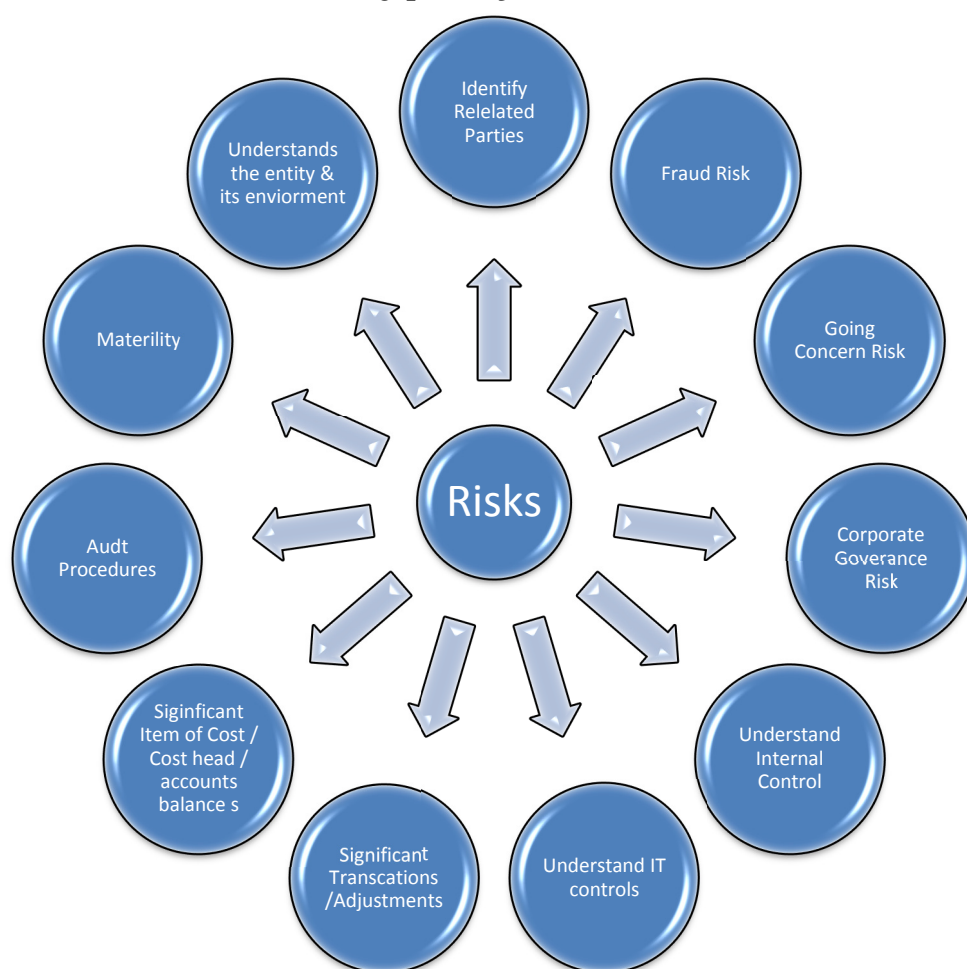 Identify
Relelated
Parties
Fraud Risk
Going
Concern Risk
Corporate
Goverance
Risk
Understand
Internal
Control
Understand IT
controls
Significant
Transcations
/Adjustments
Siginficant
Item of Cost /
Cost head /
accounts
balance s
Audt
Procedures
Materility
Understands
the entity &
its enviorment
Risks